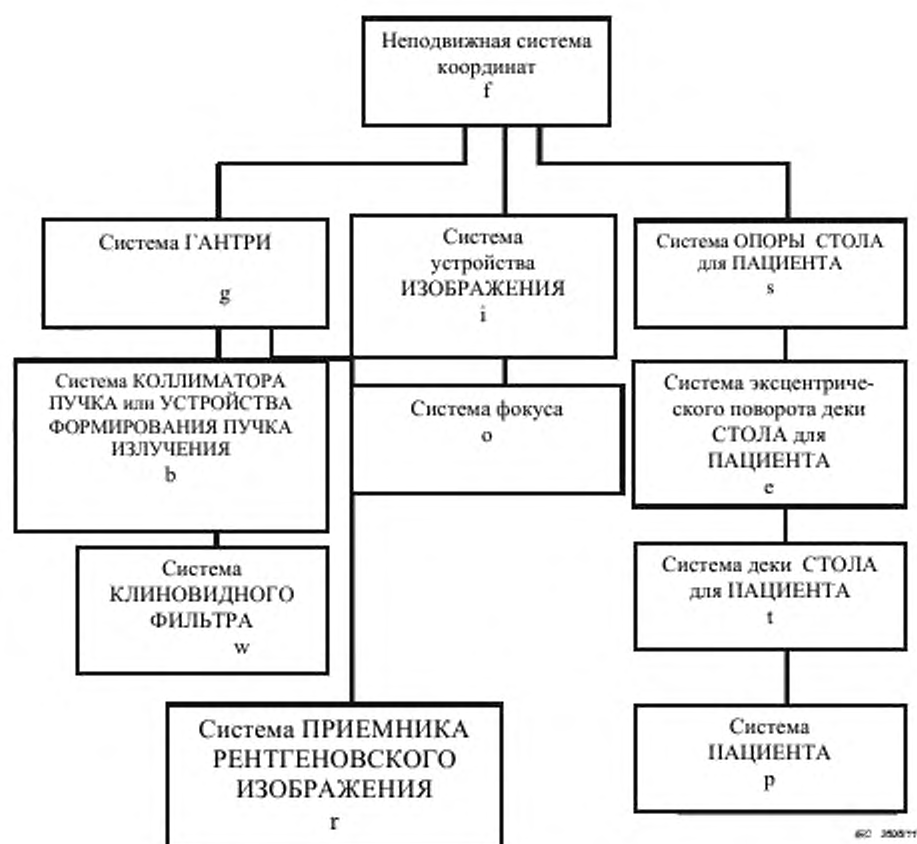 Неподвижная система
координат
f
Система ГАНТРИ
g
Система
устройства
ИЗОБРАЖЕНИЯ
i
Система ОПОРЫ СТОЛА
для ПАЦИЕНТА
s
Система КОЛЛИМАТОРА
ПУЧКА или УСТРОЙСТВА
ФОРМИРОВАНИЯ ПУЧКА
ИЗЛУЧЕНИЯ
b
Система фокуса
o
Система эксцентриче-
ского поворота деки
СТОЛА для
ПАЦИЕНТА
e
Система
КЛИНОВИДНОГО
ФИЛЬТРА
w
Система деки СТОЛА
для ПАЦИЕНТА
t
Система ПРИЕМНИКА
РЕНТГЕНОВСКОГО
ИЗОБРАЖЕНИЯ
r
Система
ПАЦИЕНТА
p
IEC